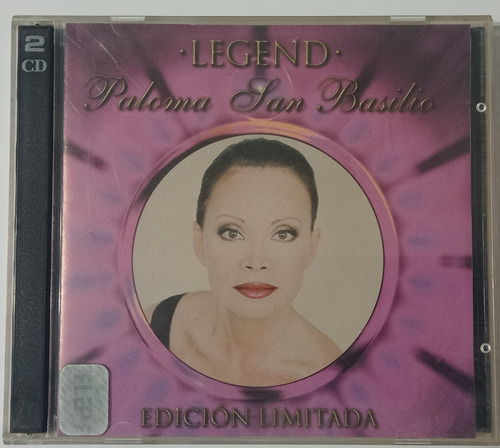 2
CD
·LEGEND·
Paloma San Basilio
EDICIÓN LIMITADA